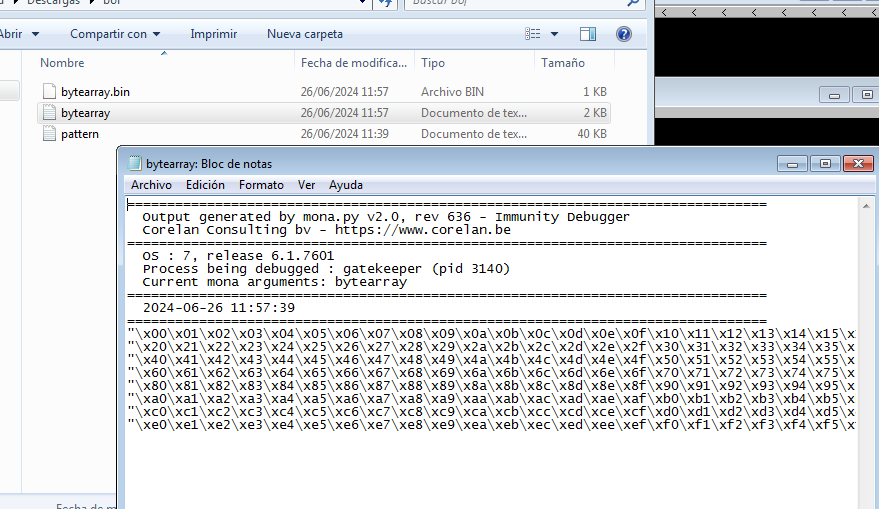 Descargas bof
Buscar bof
Abrir Compartir con Imprimir Nueva carpeta
Nombre Fecha de modifica... Tipo Tamaño
bytearray.bin 26/06/2024 11:57 Archivo BIN 1 KB
bytearray 26/06/2024 11:57 Documento de tex... 2 KB
pattern 26/06/2024 11:39 Documento de tex... 40 KB
bytearray: Bloc de notas
Archivo Edición Formato Ver Ayuda
================================================================================
Output generated by mona.py v2.0, rev 636 - Immunity Debugger
Corelan Consulting bv - https://www.corelan.be
================================================================================
OS : 7, release 6.1.7601
Process being debugged : gatekeeper (pid 3140)
Current mona arguments: bytearray
================================================================================
2024-06-26 11:57:39
================================================================================
"\x00\x01\x02\x03\x04\x05\x06\x07\x08\x09\x0a\x0b\x0c\x0d\x0e\x0f\x10\x11\x12\x13\x14\x15\x
"\x20\x21\x22\x23\x24\x25\x26\x27\x28\x29\x2a\x2b\x2c\x2d\x2e\x2f\x30\x31\x32\x33\x34\x35\x
"\x40\x41\x42\x43\x44\x45\x46\x47\x48\x49\x4a\x4b\x4c\x4d\x4e\x4f\x50\x51\x52\x53\x54\x55\x
"\x60\x61\x62\x63\x64\x65\x66\x67\x68\x69\x6a\x6b\x6c\x6d\x6e\x6f\x70\x71\x72\x73\x74\x75\x
"\x80\x81\x82\x83\x84\x85\x86\x87\x88\x89\x8a\x8b\x8c\x8d\x8e\x8f\x90\x91\x92\x93\x94\x95\x
"\xa0\xa1\xa2\xa3\xa4\xa5\xa6\xa7\xa8\xa9\xaa\xab\xac\xad\xae\xaf\xb0\xb1\xb2\xb3\xb4\xb5\x
"\xc0\xc1\xc2\xc3\xc4\xc5\xc6\xc7\xc8\xc9\xca\xcb\xcc\xcd\xce\xcf\xd0\xd1\xd2\xd3\xd4\xd5\x
"\xe0\xe1\xe2\xe3\xe4\xe5\xe6\xe7\xe8\xe9\xea\xeb\xec\xed\xee\xef\xf0\xf1\xf2\xf3\xf4\xf5\x
Fecha de m